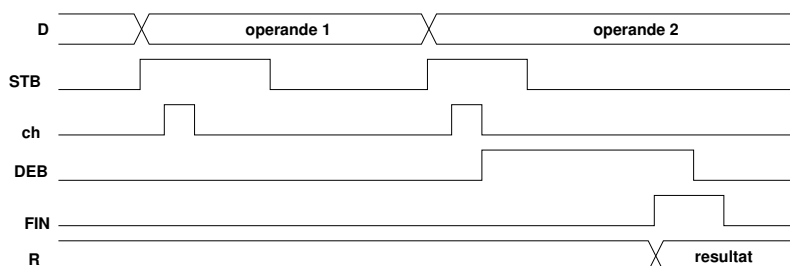 D operande 1 operande 2
STB
ch
DEB
FIN
R resultat